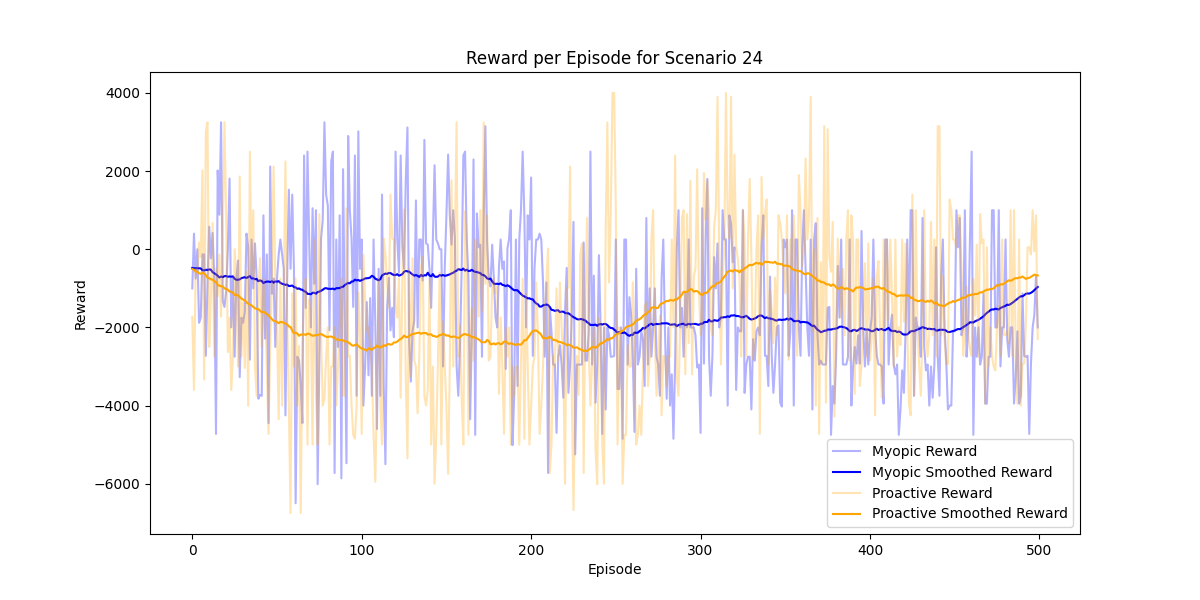 Reward per Episode for Scenario 24
Reward
4000
2000
0
−2000
−4000
−6000
0
100
200
300
400
500
Episode
Myopic Reward
Myopic Smoothed Reward
Proactive Reward
Proactive Smoothed Reward